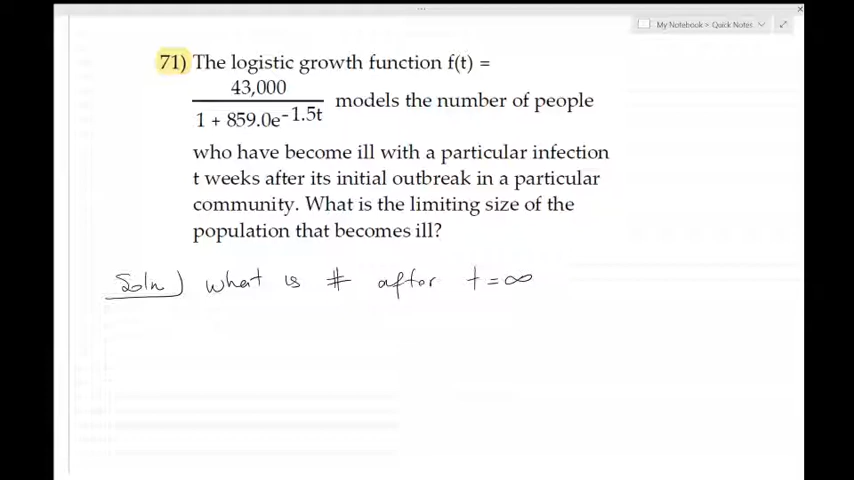 My Notebook > Quick Notes
71) The logistic growth function f(t) =
43,000
1 + 859.0e-1.5t
models the number of people
who have become ill with a particular infection
t weeks after its initial outbreak in a particular
community. What is the limiting size of the
population that becomes ill?
Soln) what is # after t=∞